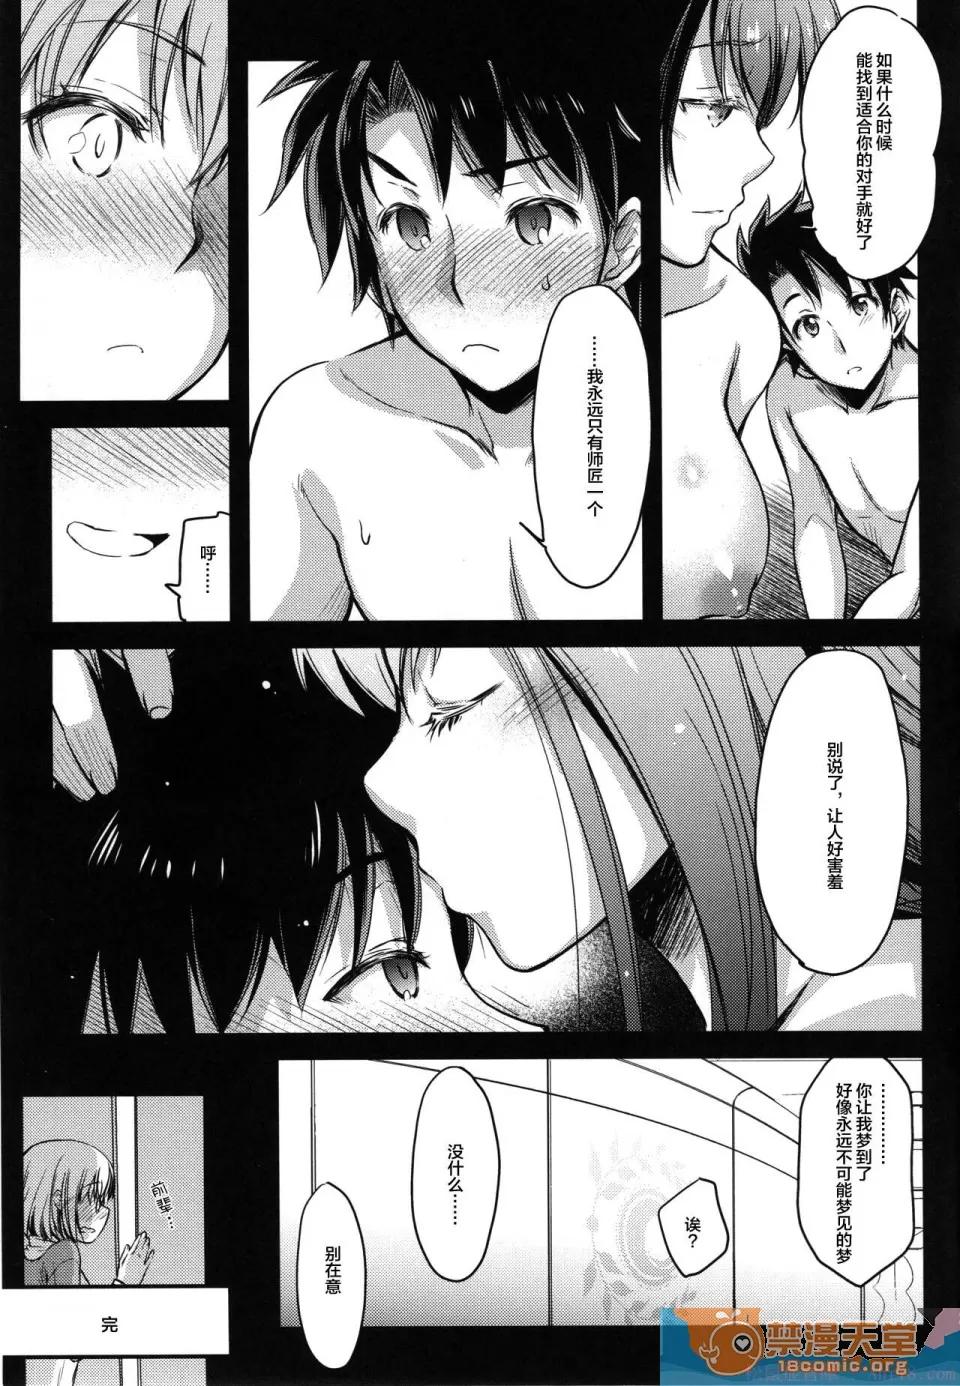 如果什么时候
能找到适合你的对手就好了
……我永远只有师匠一个
呼……
别说了，让人好害羞
…………
你让我梦到了
好像永远不可能梦见的梦
诶？
没什么……
别在意
前辈…
完
禁漫天堂
18comic.org